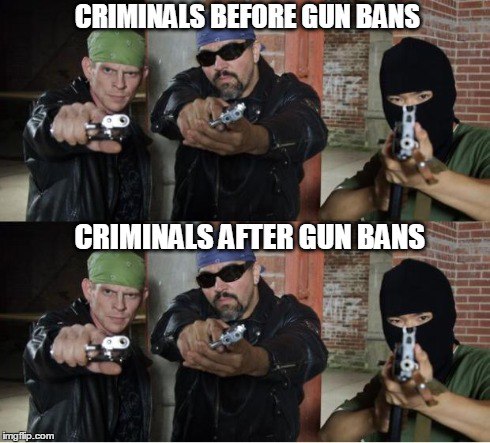 CRIMINALS BEFORE GUN BANS
CRIMINALS AFTER GUN BANS
imgflip.com